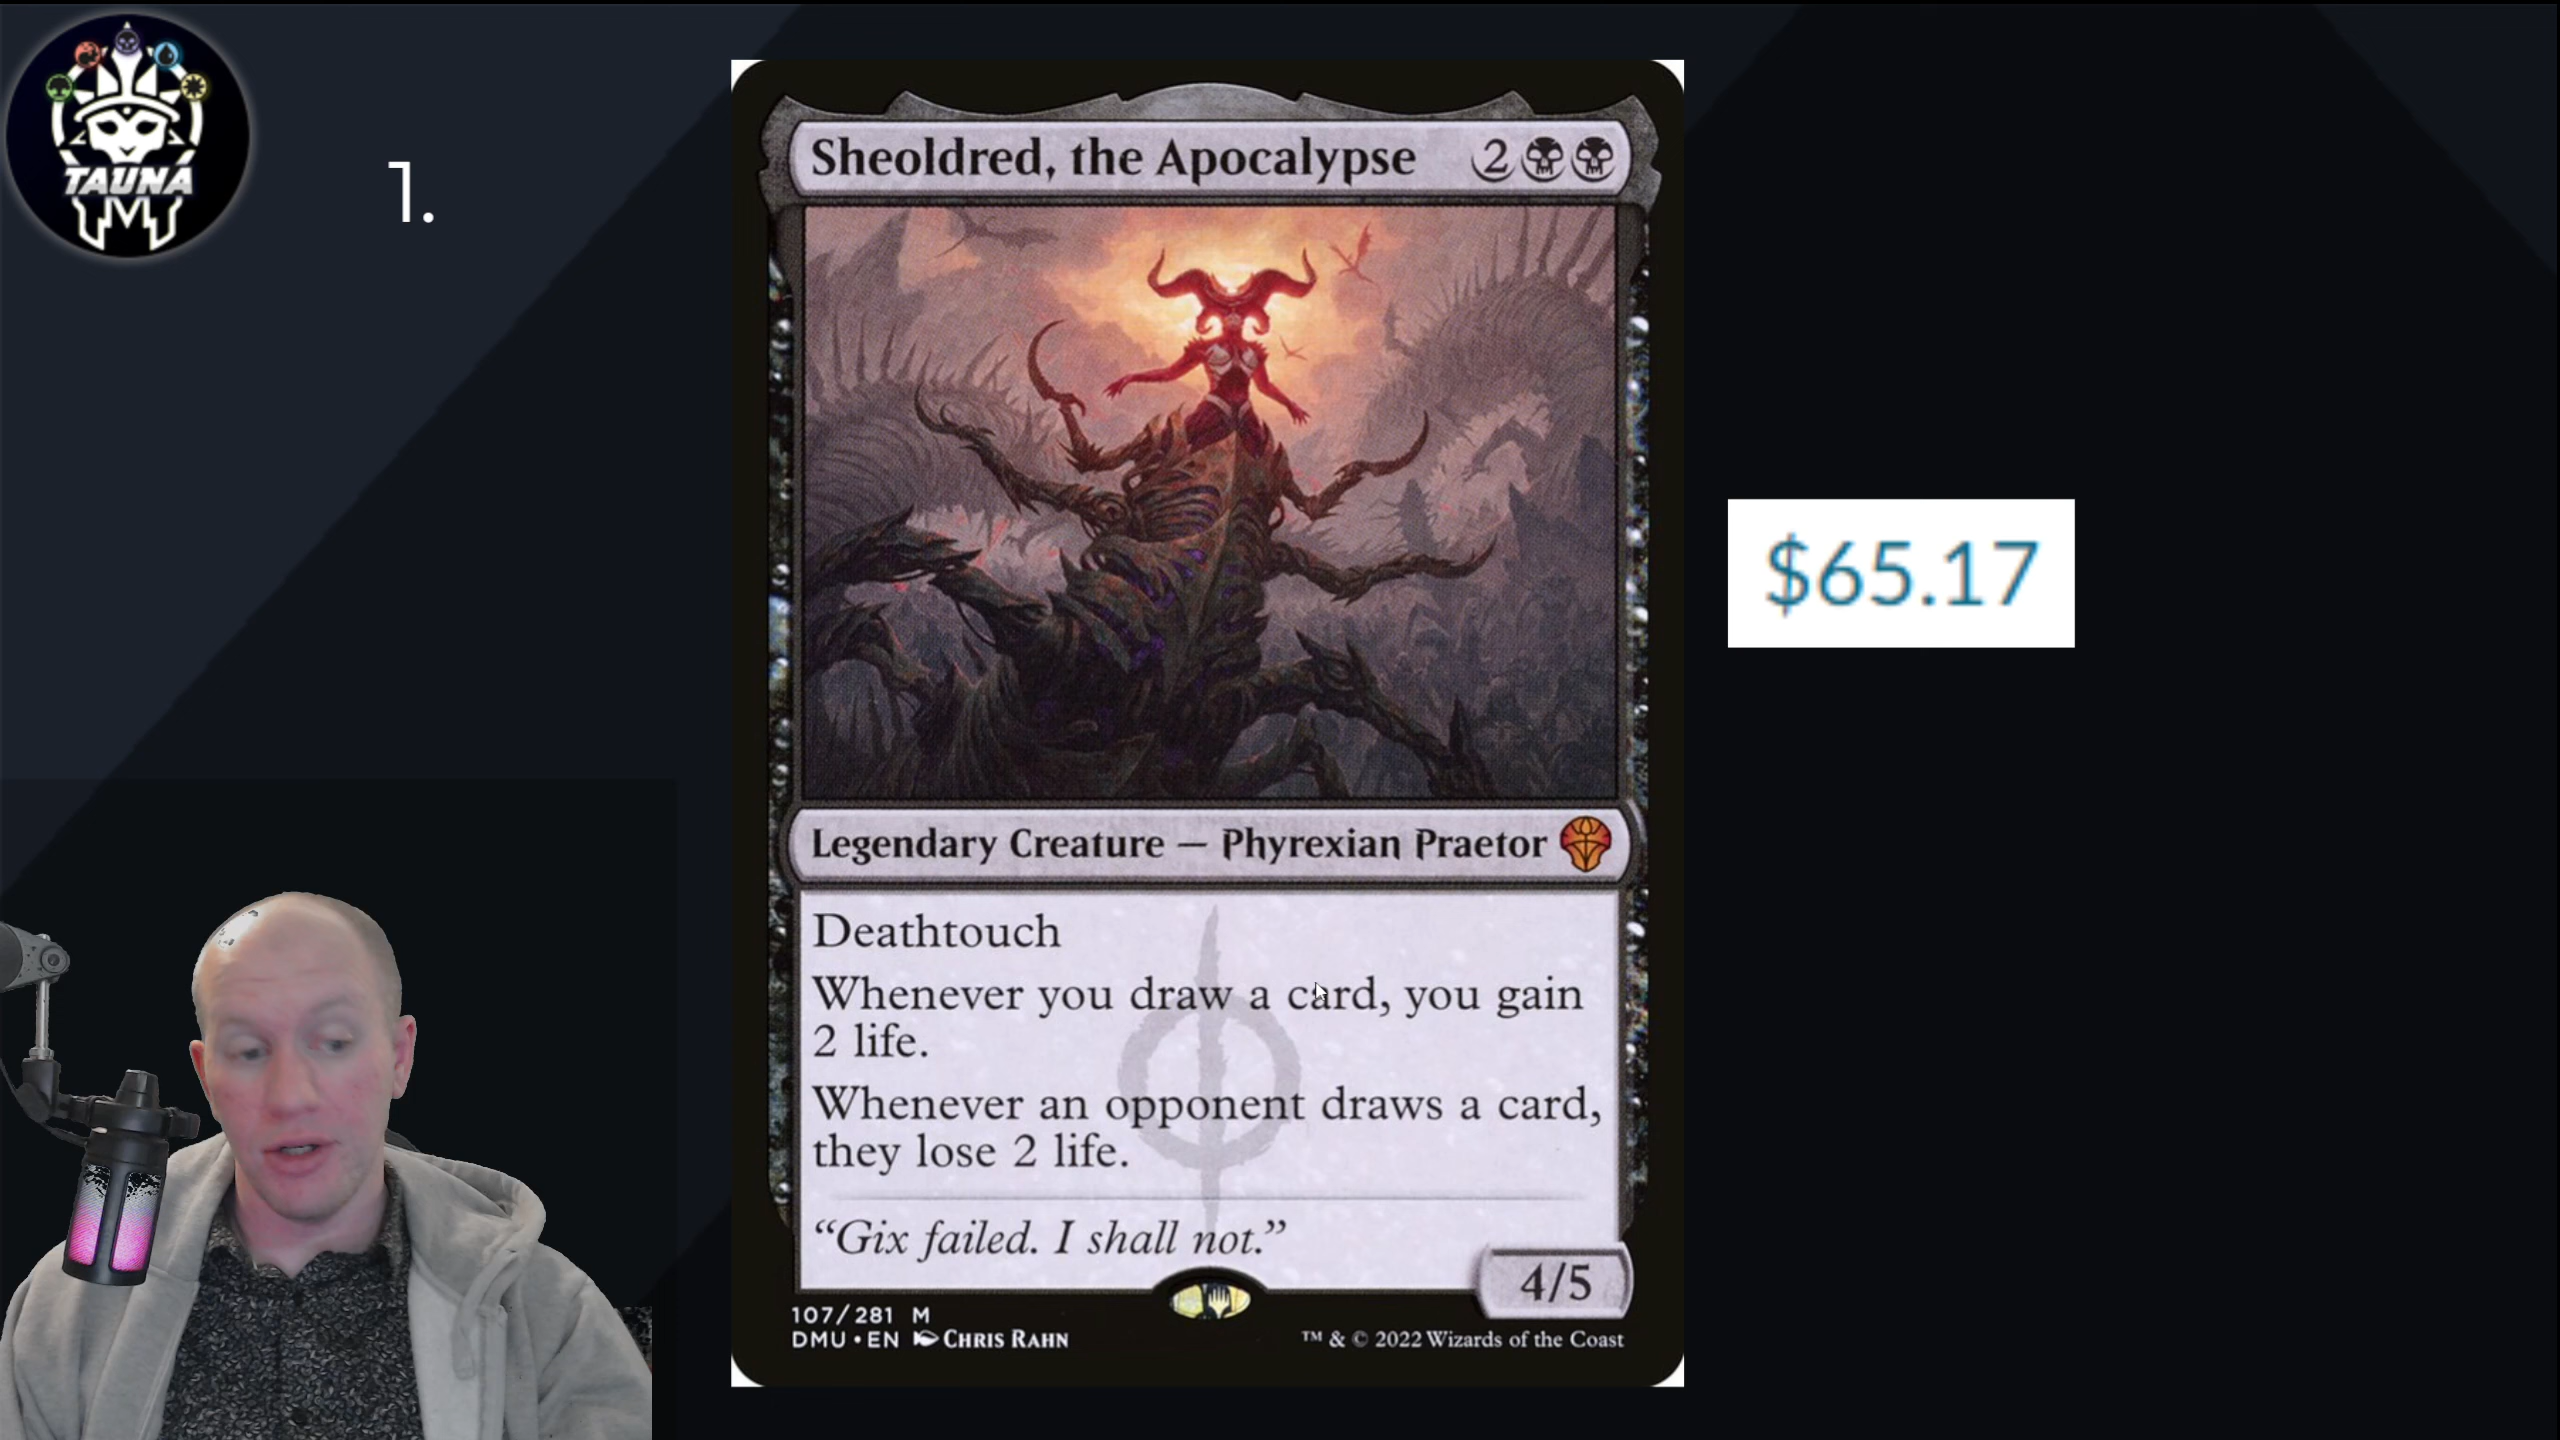 TAUNA
M
1.
Sheoldred, the Apocalypse 2
$65.17
Legendary Creature — Phyrexian Praetor
Deathtouch
Whenever you draw a card, you gain
2 life.
Whenever an opponent draws a card,
they lose 2 life.
“Gix failed. I shall not.”
4/5
107/281 M
DMU • EN CHRIS RAHN
™ & © 2022 Wizards of the Coast